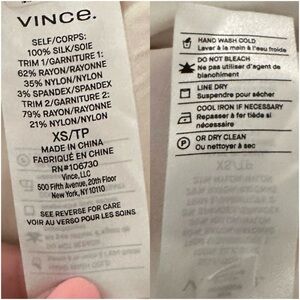 VINCE.
SELF/CORPS:
100% SILK/SOIE
TRIM 1/GARNITURE 1:
62% RAYON/RAYONNE
35% NYLON/NYLON
3% SPANDEX/SPANDEX
TRIM 2/GARNITURE 2:
79% RAYON/RAYONNE
21% NYLON/NYLON
XS/TP
MADE IN CHINA
FABRIQUÉ EN CHINE
RN#106730
Vince, LLC
500 Fifth Avenue, 20th Floor
New York, NY10110
SEE REVERSE FOR CARE
VOIR AU VERSO POUR LES SOINS
HAND WASH COLD
Laver à la main à l'eau froide
DO NOT BLEACH
Ne pas utiliser d'agent de
blanchiment
LINE DRY
Suspendre pour sécher
COOL IRON IF NECESSARY
Repasser à fer tiède si
nécessaire
OR DRY CLEAN
Ou nettoyer à sec